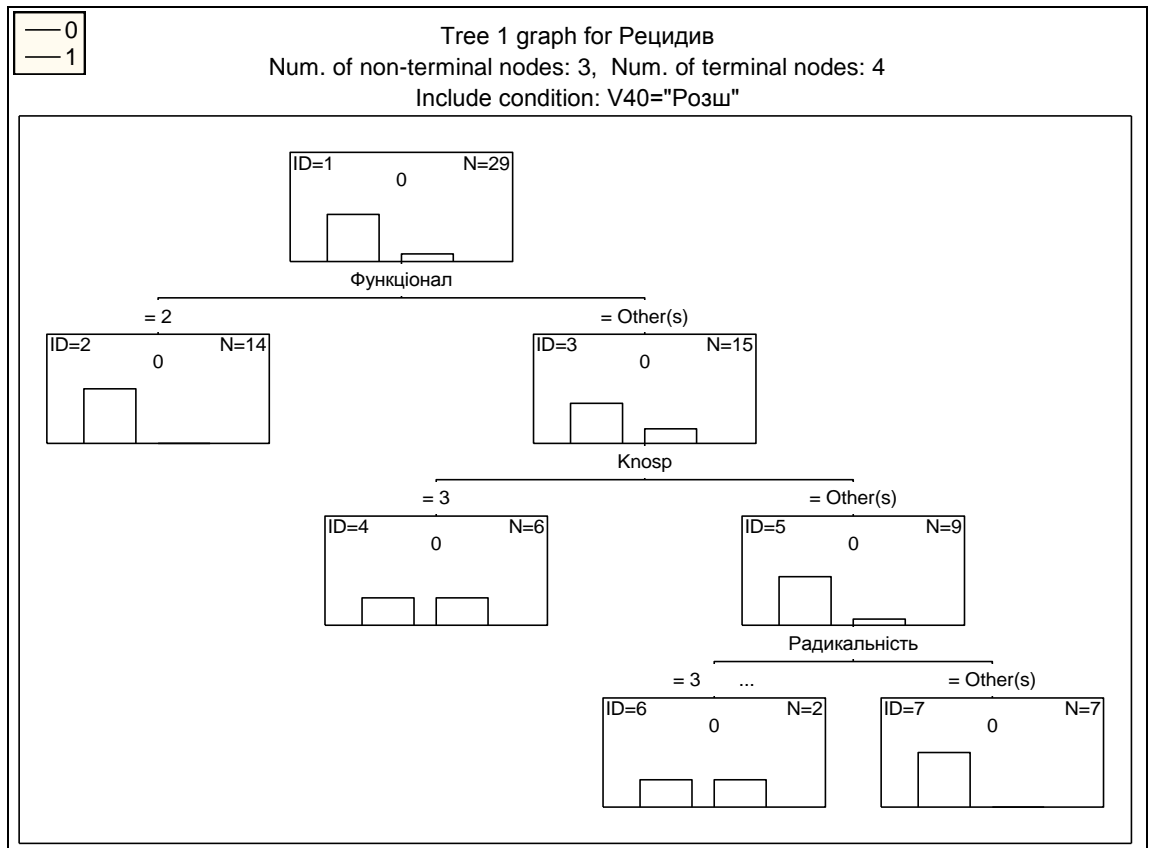 0
1
Tree 1 graph for Рецидив
Num. of non-terminal nodes: 3, Num. of terminal nodes: 4
Include condition: V40="Розш"
ID=1 N=29
0
Функціонал
= 2 = Other(s)
ID=2 N=14 ID=3 N=15
0 0
Knosp
= 3 = Other(s)
ID=4 N=6 ID=5 N=9
0 0
Радикальність
= 3 ... = Other(s)
ID=6 N=2 ID=7 N=7
0 0